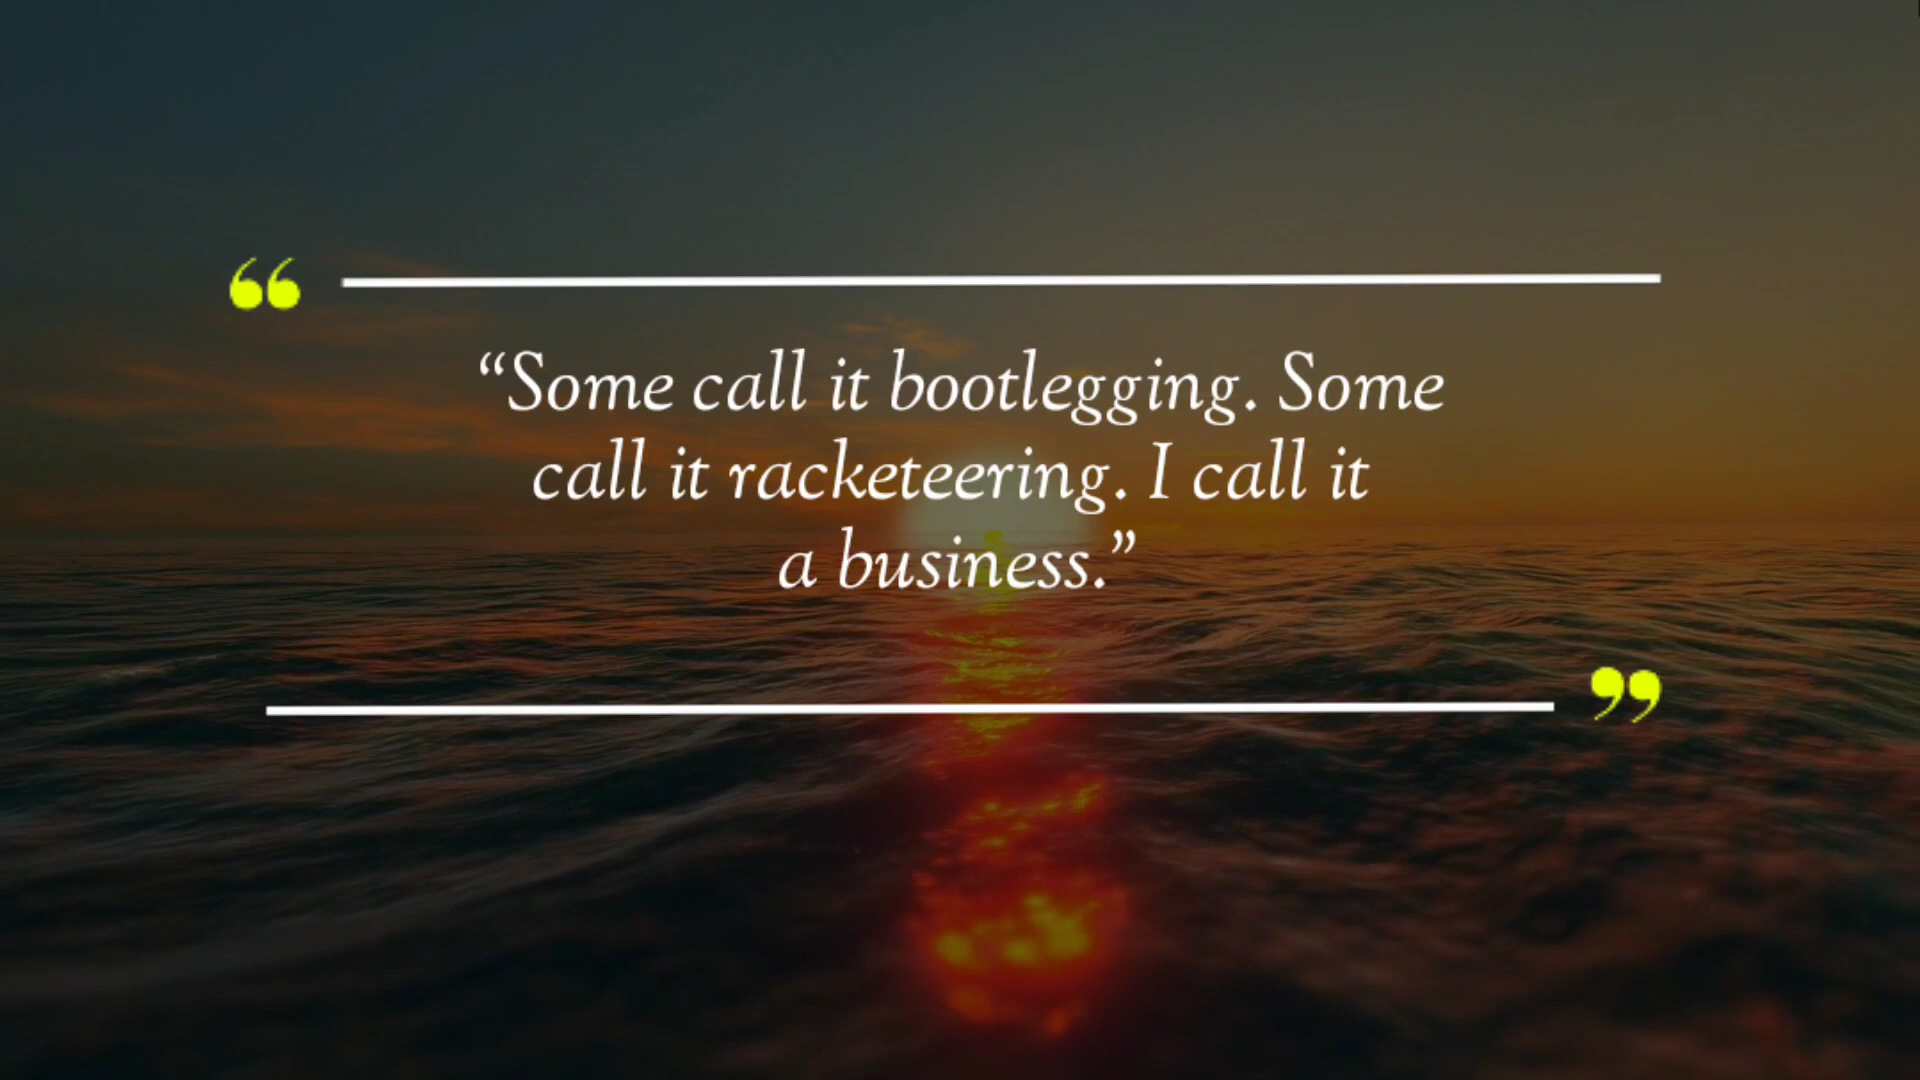 “Some call it bootlegging. Some
call it racketeering. I call it
a business.”